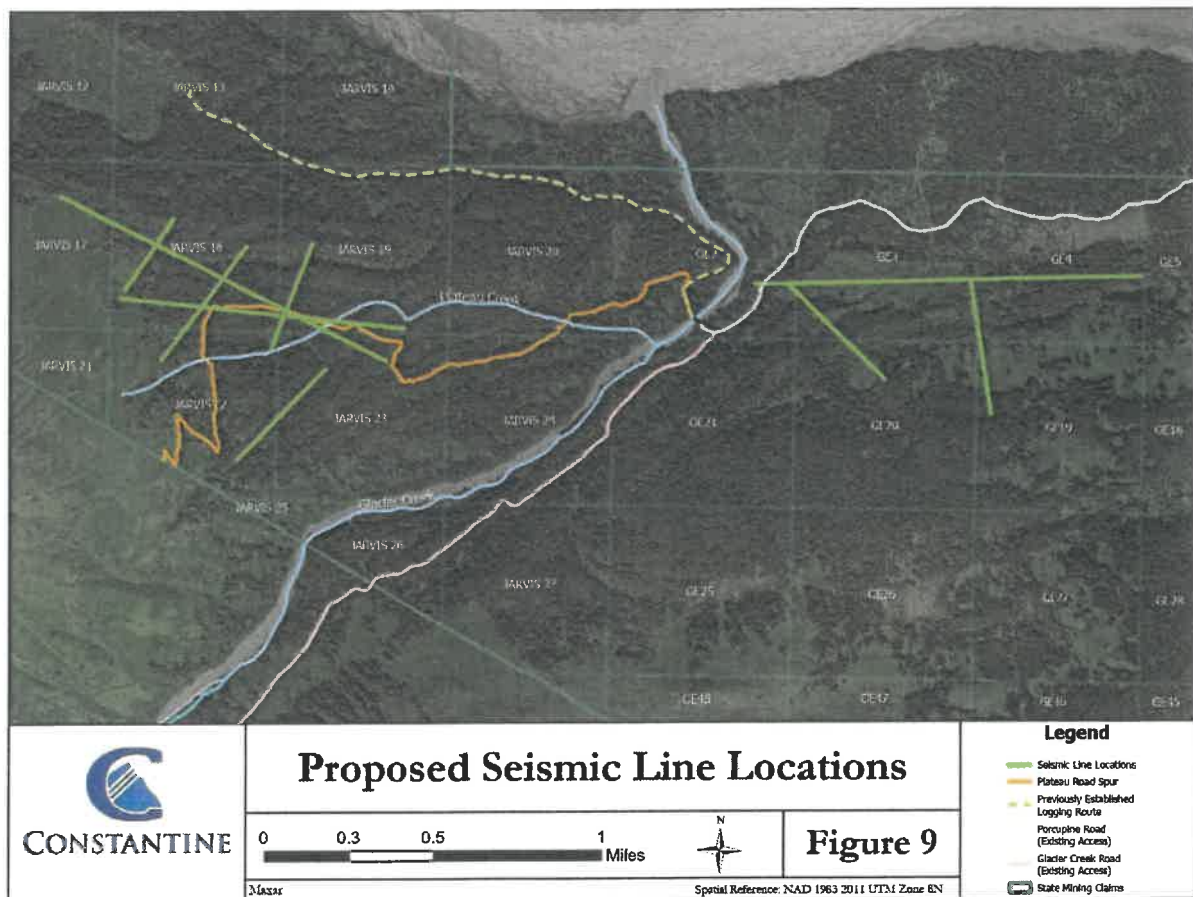 JARVIS 12
JARVIS 13
JARVIS 14
JARVIS 17
JARVIS 18
JARVIS 19
JARVIS 20
GE3
GE4
GE5
Plateau Creek
JARVIS 21
JARVIS 23
JARVIS 24
GE21
GE20
GE19
GE18
Glacier Creek
JARVIS 25
JARVIS 26
JARVIS 27
GE25
GE26
GE27
GE28
GE48
GE47
GE46
GE45
CONSTANTINE
Proposed Seismic Line Locations
0 0.3 0.5 1
Miles
N
Figure 9
Maxar
Spatial Reference: NAD 1983 2011 UTM Zone 8N
Legend
Seismic Line Locations
Plateau Road Spur
Previously Established
Logging Route
Porcupine Road
(Existing Access)
Glacier Creek Road
(Existing Access)
State Mining Claims